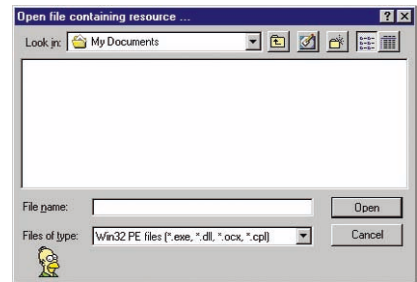 Open file containing resource ...
Look in: My Documents
File name: Open
Files of type: Win32 PE files (*.exe, *.dll, *.ocx, *.cpl) Cancel